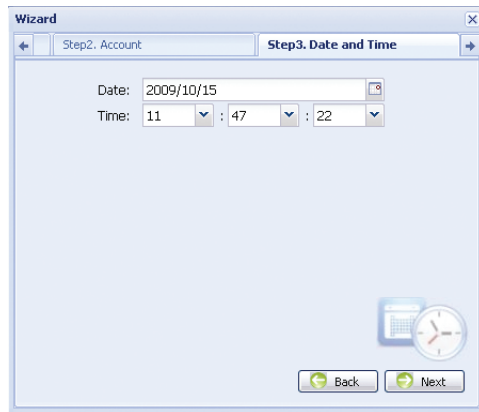 Wizard
Step2. Account Step3. Date and Time
Date: 2009/10/15
Time: 11 : 47 : 22
Back Next